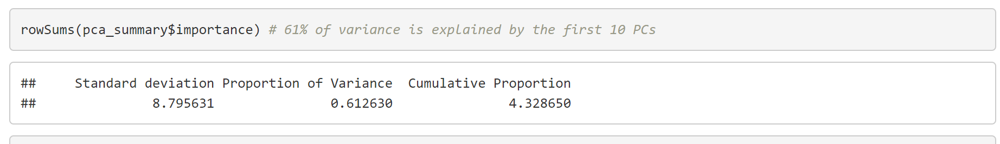 rowSums(pca_summary$importance) # 61% of variance is explained by the first 10 PCs
##     Standard deviation Proportion of Variance  Cumulative Proportion
##               8.795631               0.612630               4.328650